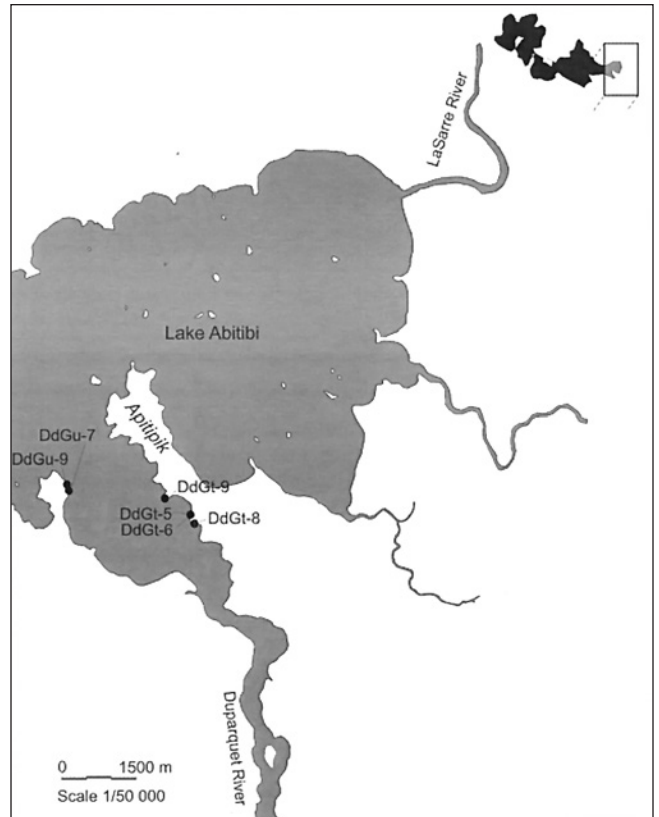 LaSarre River
Lake Abitibi
Apitipik
DdGu-7
DdGu-9
DdGt-9
DdGt-5
DdGt-8
DdGt-6
Duparquet River
0 1500 m
Scale 1/50 000